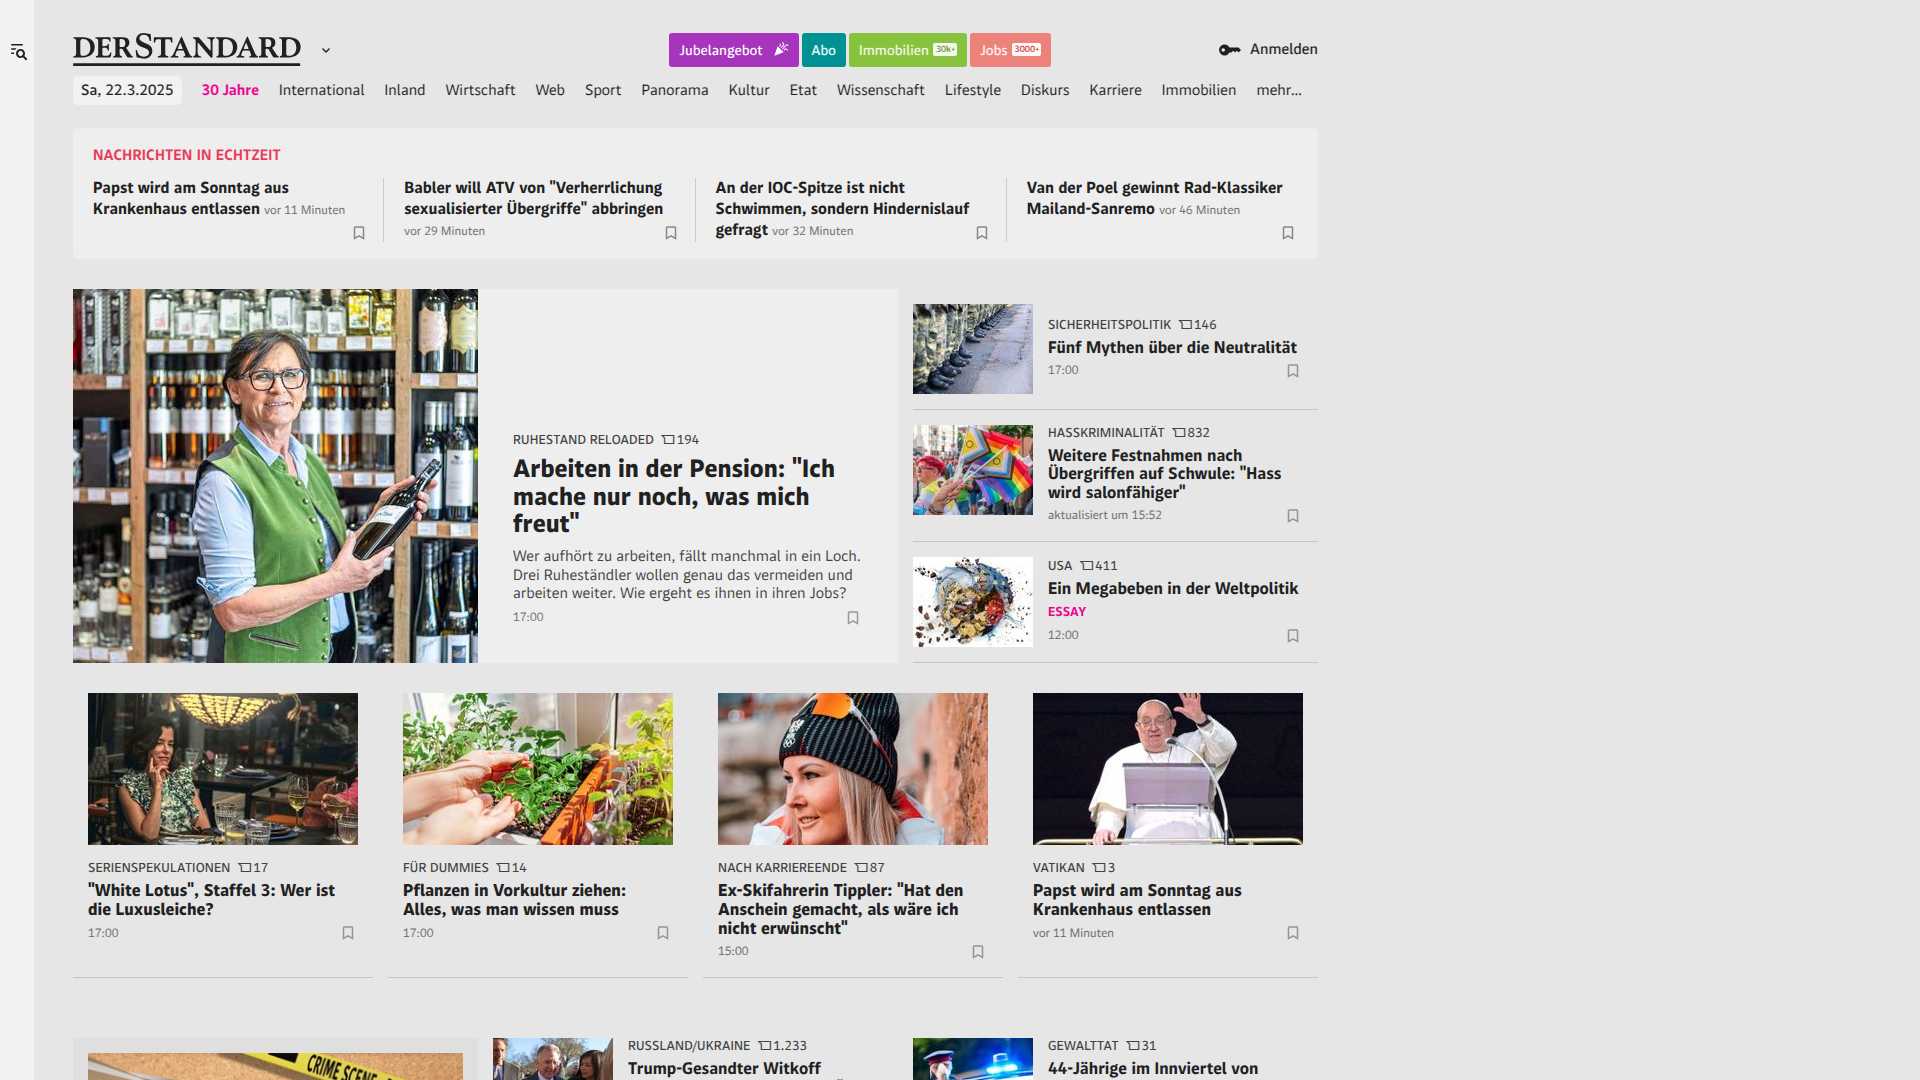 DERSTANDARD
Jubelangebot
Abo
Immobilien 30k+
Jobs 3000+
Anmelden
Sa, 22.3.2025 30 Jahre International Inland Wirtschaft Web Sport Panorama Kultur Etat Wissenschaft Lifestyle Diskurs Karriere Immobilien mehr...
NACHRICHTEN IN ECHTZEIT
Papst wird am Sonntag aus
Krankenhaus entlassen vor 11 Minuten
Babler will ATV von "Verherrlichung
sexualisierter Übergriffe" abbringen
vor 29 Minuten
An der IOC-Spitze ist nicht
Schwimmen, sondern Hindernislauf
gefragt vor 32 Minuten
Van der Poel gewinnt Rad-Klassiker
Mailand-Sanremo vor 46 Minuten
RUHESTAND RELOADED 194
Arbeiten in der Pension: "Ich
mache nur noch, was mich
freut"
Wer aufhört zu arbeiten, fällt manchmal in ein Loch.
Drei Ruheständler wollen genau das vermeiden und
arbeiten weiter. Wie ergeht es ihnen in ihren Jobs?
17:00
SICHERHEITSPOLITIK 146
Fünf Mythen über die Neutralität
17:00
HASSKRIMINALITÄT 832
Weitere Festnahmen nach
Übergriffen auf Schwule: "Hass
wird salonfähiger"
aktualisiert um 15:52
USA 411
Ein Megabeben in der Weltpolitik
ESSAY
12:00
SERIENSPEKULATIONEN 17
"White Lotus", Staffel 3: Wer ist
die Luxusleiche?
17:00
FÜR DUMMIES 14
Pflanzen in Vorkultur ziehen:
Alles, was man wissen muss
17:00
NACH KARRIEREENDE 87
Ex-Skifahrerin Tippler: "Hat den
Anschein gemacht, als wäre ich
nicht erwünscht"
15:00
VATIKAN 3
Papst wird am Sonntag aus
Krankenhaus entlassen
vor 11 Minuten
CRIME SCENE
RUSSLAND/UKRAINE 1.233
Trump-Gesandter Witkoff
GEWALTTAT 31
44-Jährige im Innviertel von